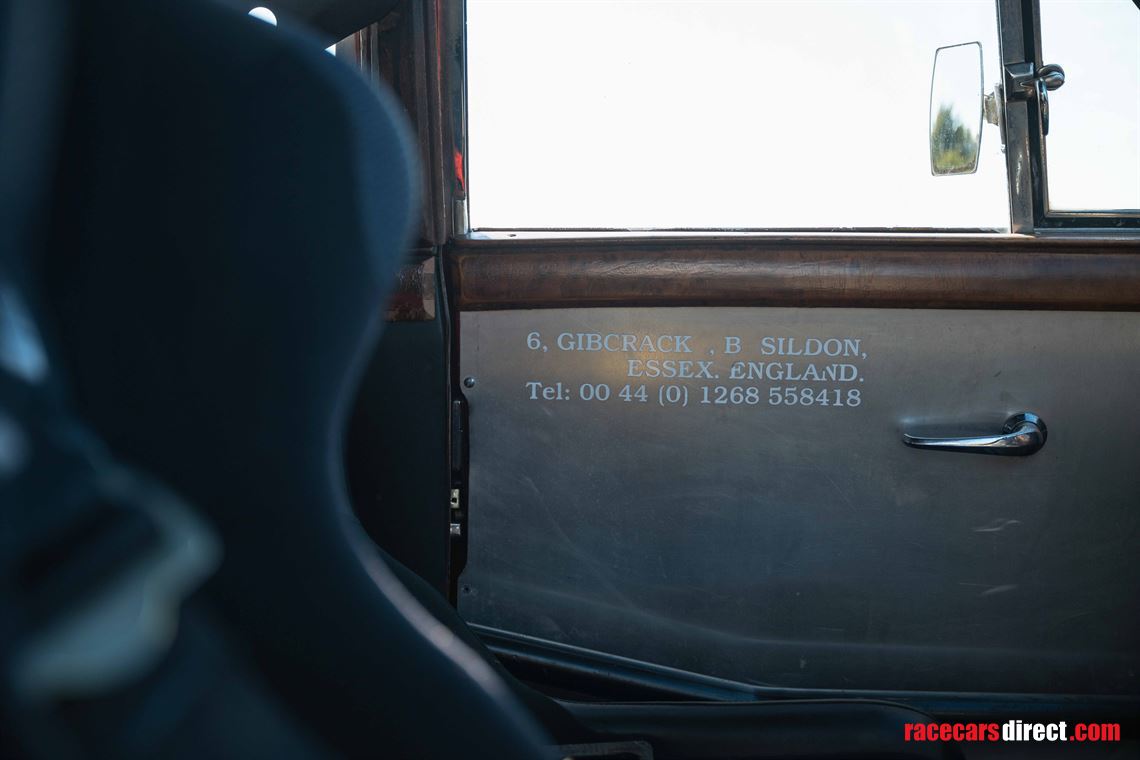 6, GIBCRACK , B SILDON,
ESSEX. ENGLAND.
Tel: 00 44 (0) 1268 558418
racecarsdirect.com